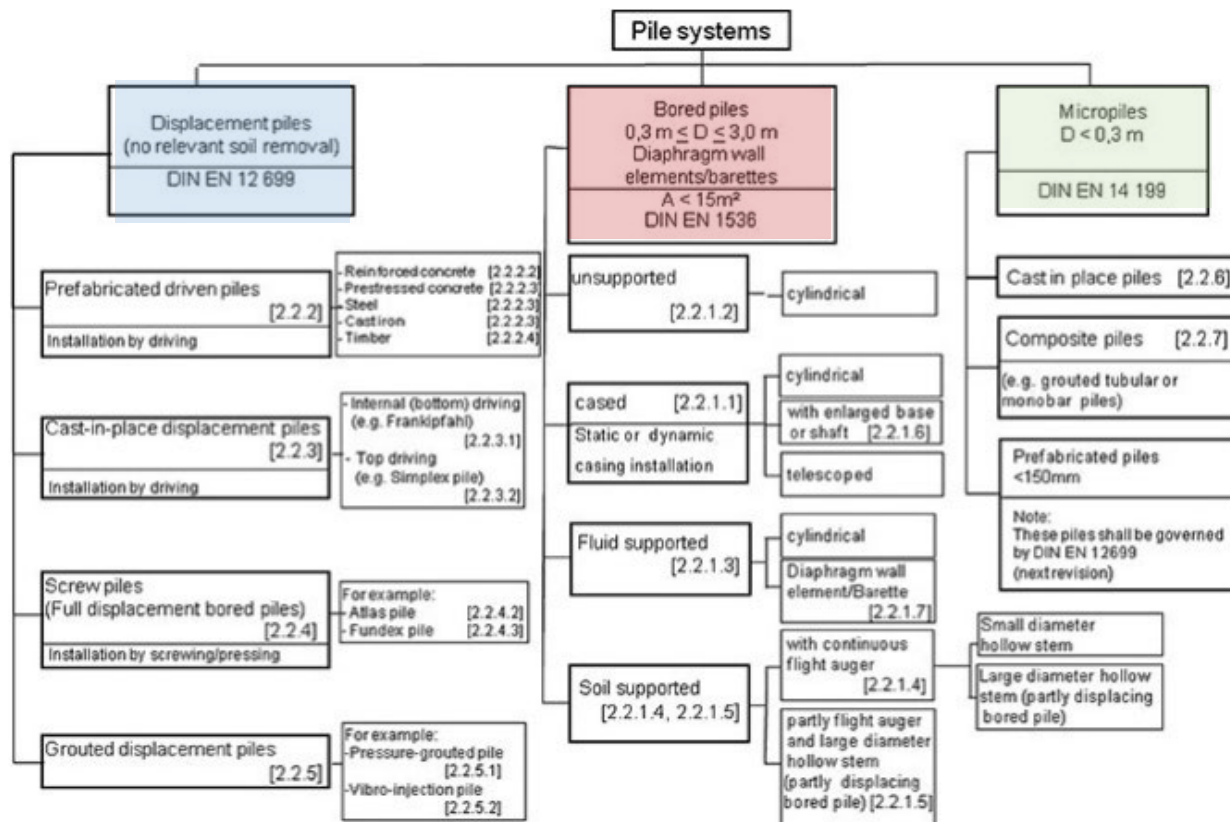 Pile systems
Displacement piles
(no relevant soil removal)
DIN EN 12 699
Prefabricated driven piles
[2.2.2]
Installation by driving
- Reinforced concrete [2.2.2.2]
- Prestressed concrete [2.2.2.3]
- Steel [2.2.2.3]
- Cast iron [2.2.2.3]
- Timber [2.2.2.4]
Cast-in-place displacement piles
[2.2.3]
Installation by driving
- Internal (bottom) driving
(e.g. Frankipfahl)
[2.2.3.1]
- Top driving
(e.g. Simplex pile)
[2.2.3.2]
Screw piles
(Full displacement bored piles)
[2.2.4]
Installation by screwing/pressing
For example:
- Atlas pile [2.2.4.2]
- Fundex pile [2.2.4.3]
Grouted displacement piles
[2.2.5]
For example:
-Pressure-grouted pile
[2.2.5.1]
-Vibro-injection pile
[2.2.5.2]
Bored piles
0,3 m ≤ D ≤ 3,0 m
Diaphragm wall
elements/barettes
A < 15m²
DIN EN 1536
unsupported
[2.2.1.2]
cylindrical
cased [2.2.1.1]
Static or dynamic
casing installation
cylindrical
with enlarged base
or shaft [2.2.1.6]
telescoped
Fluid supported
[2.2.1.3]
cylindrical
Diaphragm wall
element/Barette
[2.2.1.7]
Soil supported
[2.2.1.4, 2.2.1.5]
with continuous
flight auger
[2.2.1.4]
Small diameter
hollow stem
Large diameter hollow
stem (partly displacing
bored pile)
partly flight auger
and large diameter
hollow stem
(partly displacing
bored pile) [2.2.1.5]
Micropiles
D < 0,3 m
DIN EN 14 199
Cast in place piles [2.2.6]
Composite piles [2.2.7]
(e.g. grouted tubular or
monobar piles)
Prefabricated piles
<150mm
Note:
These piles shall be governed
by DIN EN 12699
(next revision)